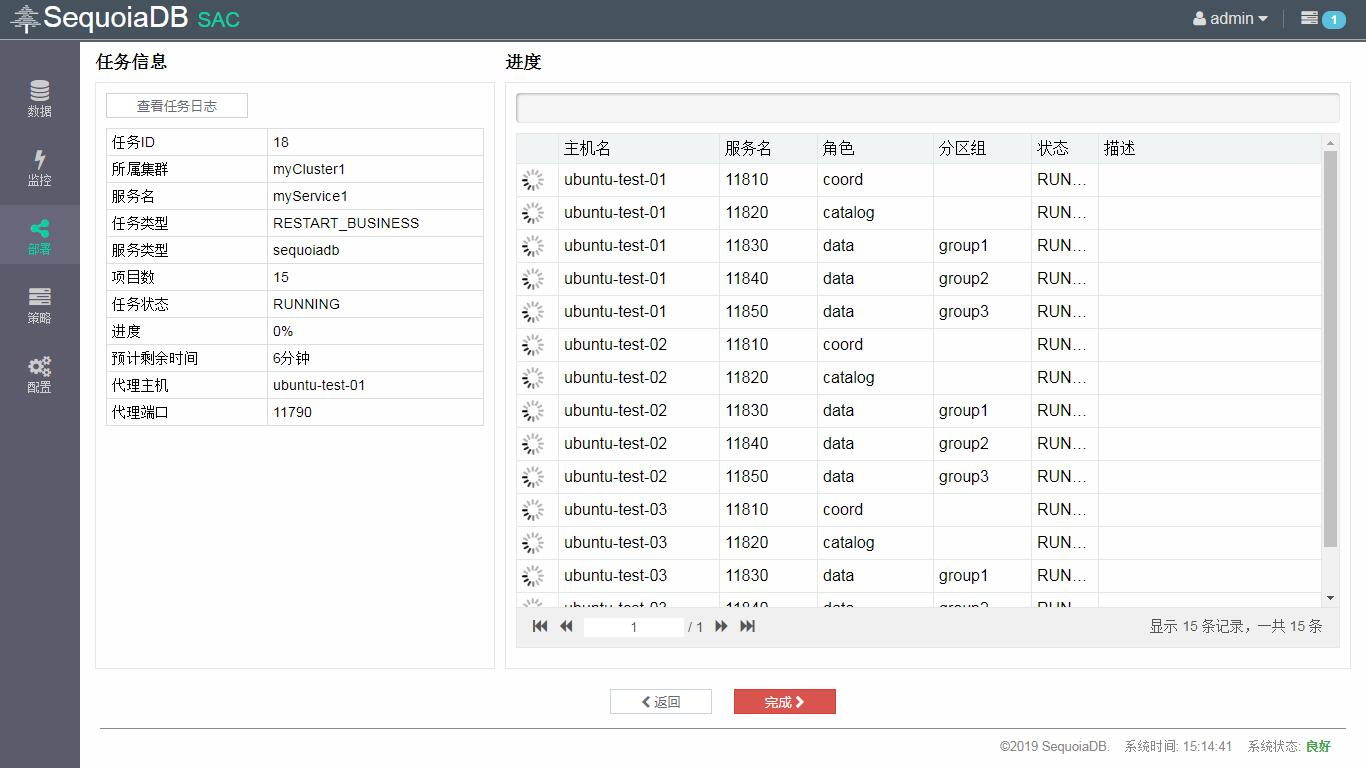 SequoiaDB SAC
admin
1
数据
监控
部署
策略
配置
任务信息
查看任务日志
任务ID 18
所属集群 myCluster1
服务名 myService1
任务类型 RESTART_BUSINESS
服务类型 sequoiadb
项目数 15
任务状态 RUNNING
进度 0%
预计剩余时间 6分钟
代理主机 ubuntu-test-01
代理端口 11790
进度
主机名 服务名 角色 分区组 状态 描述
ubuntu-test-01 11810 coord RUN...
ubuntu-test-01 11820 catalog RUN...
ubuntu-test-01 11830 data group1 RUN...
ubuntu-test-01 11840 data group2 RUN...
ubuntu-test-01 11850 data group3 RUN...
ubuntu-test-02 11810 coord RUN...
ubuntu-test-02 11820 catalog RUN...
ubuntu-test-02 11830 data group1 RUN...
ubuntu-test-02 11840 data group2 RUN...
ubuntu-test-02 11850 data group3 RUN...
ubuntu-test-03 11810 coord RUN...
ubuntu-test-03 11820 catalog RUN...
ubuntu-test-03 11830 data group1 RUN...
ubuntu-test-03 11840 data group2 RUN...
1 / 1
显示 15 条记录，一共 15 条
返回
完成
©2019 SequoiaDB. 系统时间: 15:14:41 系统状态: 良好